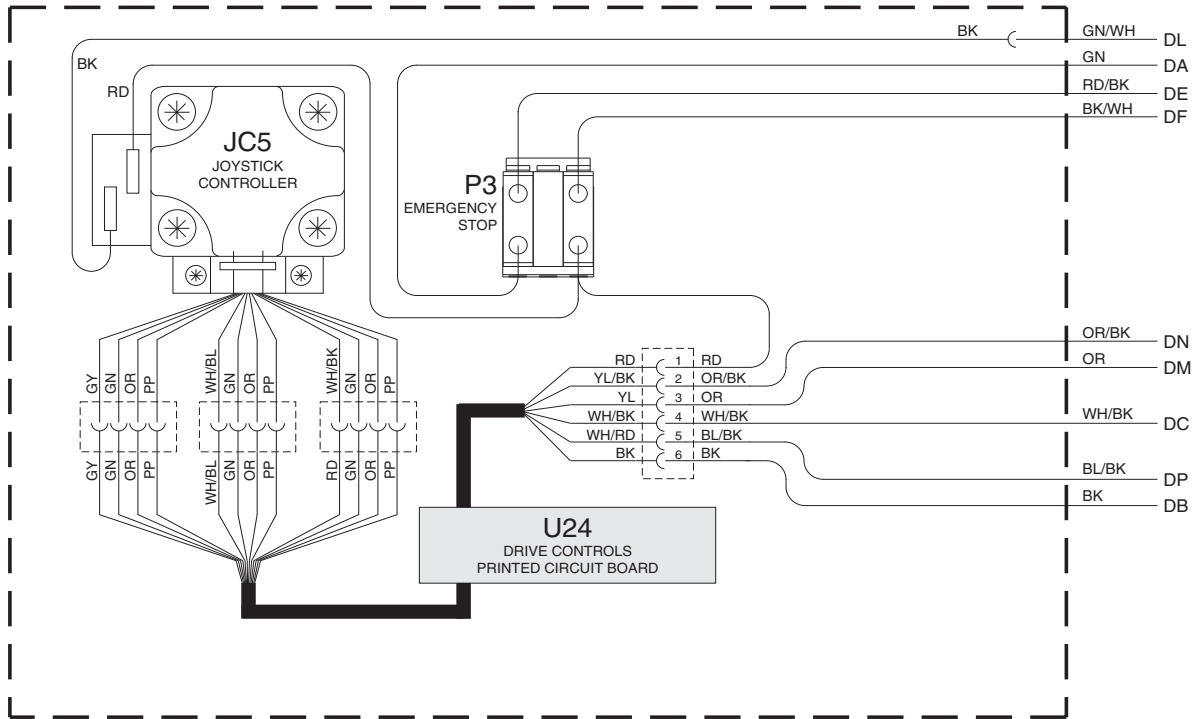 BK GN/WH DL
BK GN DA
RD RD/BK DE
BK/WH DF
JC5
JOYSTICK
CONTROLLER
P3
EMERGENCY
STOP
OR/BK DN
OR DM
WH/BK DC
BL/BK DP
BK DB
RD 1 RD
YL/BK 2 OR/BK
YL 3 OR
WH/BK 4 WH/BK
WH/RD 5 BL/BK
BK 6 BK
GY GN OR PP WH/BL GN OR PP WH/BK GN OR PP
GY GN OR PP WH/BL GN OR PP RD GN OR PP
U24
DRIVE CONTROLS
PRINTED CIRCUIT BOARD